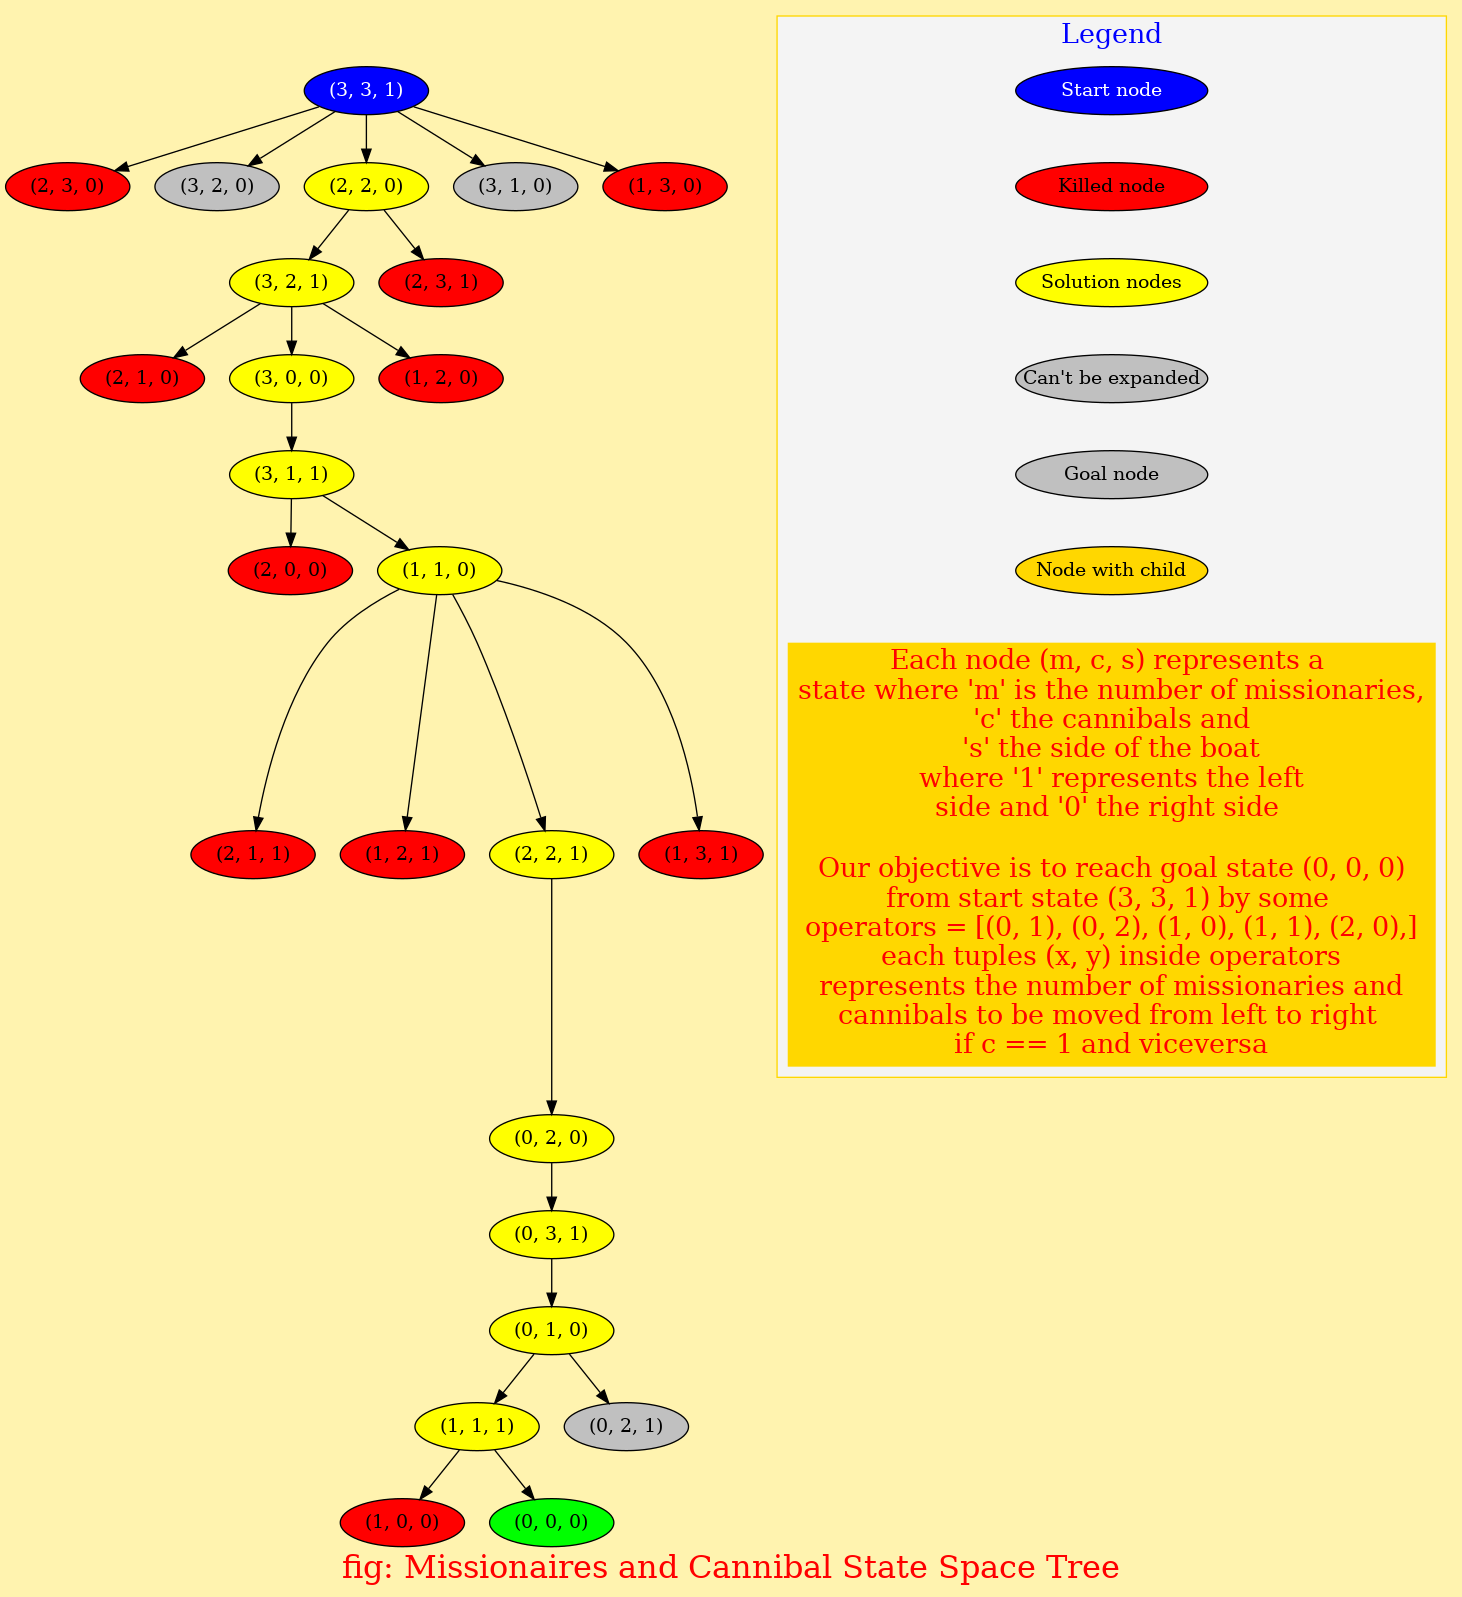 (3, 3, 1)
(2, 3, 0)
(3, 2, 0)
(2, 2, 0)
(3, 1, 0)
(1, 3, 0)
(3, 2, 1)
(2, 3, 1)
(2, 1, 0)
(3, 0, 0)
(1, 2, 0)
(3, 1, 1)
(2, 0, 0)
(1, 1, 0)
(2, 1, 1)
(1, 2, 1)
(2, 2, 1)
(1, 3, 1)
(0, 2, 0)
(0, 3, 1)
(0, 1, 0)
(1, 1, 1)
(0, 2, 1)
(1, 0, 0)
(0, 0, 0)
Legend
Start node
Killed node
Solution nodes
Can't be expanded
Goal node
Node with child
Each node (m, c, s) represents a
state where 'm' is the number of missionaries,
'c' the cannibals and
's' the side of the boat
where '1' represents the left
side and '0' the right side
Our objective is to reach goal state (0, 0, 0)
from start state (3, 3, 1) by some
operators = [(0, 1), (0, 2), (1, 0), (1, 1), (2, 0),]
each tuples (x, y) inside operators
represents the number of missionaries and
cannibals to be moved from left to right
if c == 1 and viceversa
fig: Missionaires and Cannibal State Space Tree